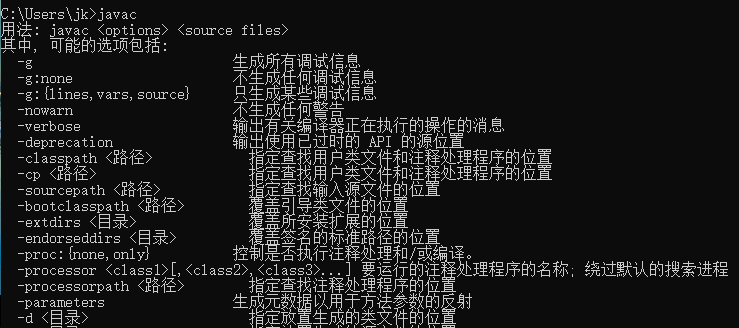 C:\Users\jk>javac
用法: javac <options> <source files>
其中, 可能的选项包括:
-g 生成所有调试信息
-g:none 不生成任何调试信息
-g:{lines,vars,source} 只生成某些调试信息
-nowarn 不生成任何警告
-verbose 输出有关编译器正在执行的操作的消息
-deprecation 输出使用已过时的 API 的源位置
-classpath <路径> 指定查找用户类文件和注释处理程序的位置
-cp <路径> 指定查找用户类文件和注释处理程序的位置
-sourcepath <路径> 指定查找输入源文件的位置
-bootclasspath <路径> 覆盖引导类文件的位置
-extdirs <目录> 覆盖所安装扩展的位置
-endorseddirs <目录> 覆盖签名的标准路径的位置
-proc:{none,only} 控制是否执行注释处理和/或编译。
-processor <class1>[,<class2>,<class3>...] 要运行的注释处理程序的名称; 绕过默认的搜索进程
-processorpath <路径> 指定查找注释处理程序的位置
-parameters 生成元数据以用于方法参数的反射
-d <目录> 指定放置生成的类文件的位置